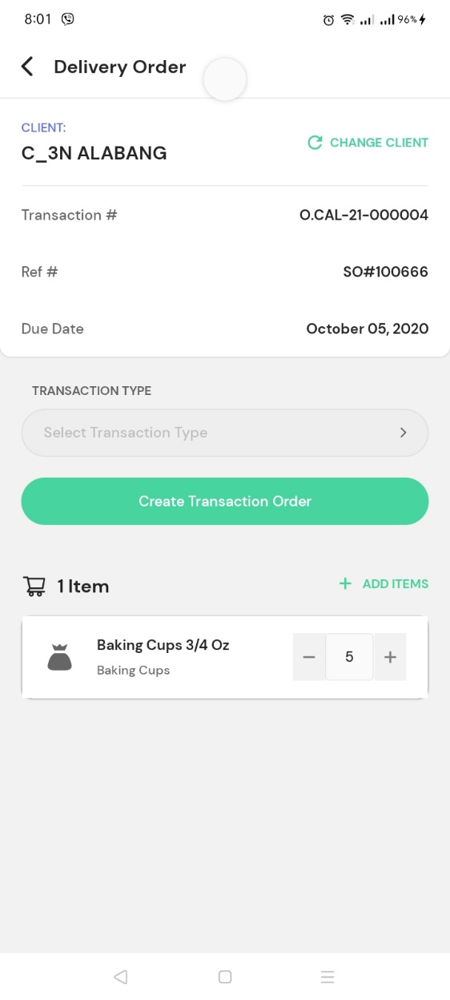 8:01 96%
Delivery Order
CLIENT:
C_3N ALABANG
CHANGE CLIENT
Transaction # O.CAL-21-000004
Ref # SO#100666
Due Date October 05, 2020
TRANSACTION TYPE
Select Transaction Type
Create Transaction Order
1 Item
ADD ITEMS
Baking Cups 3/4 Oz
Baking Cups
− 5 +